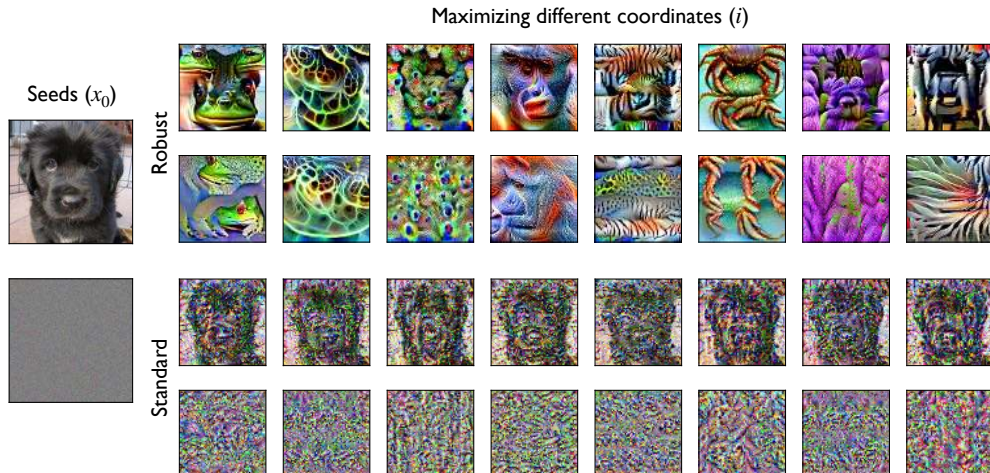 Maximizing different coordinates (i)
Seeds (x₀)
Robust
Standard